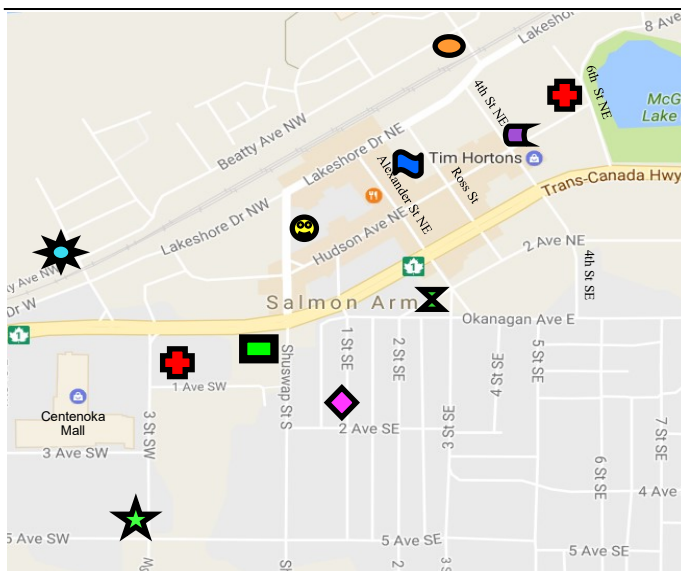 Lakeshore
8 Ave
6th St NE
4th St NE
McG
Lake
Beatty Ave NW
Lakeshore Dr NE
Tim Hortons
Alexander St NE
Ross St
Trans-Canada Hwy
Lakeshore Dr NW
Hudson Ave NE
2 Ave NE
4th St SE
ty Ave NW
Dr W
1
Salmon Arm
1
Okanagan Ave E
Shuswap St S
1 St SE
2 St SE
4 St SE
5 St SE
1 Ave SW
Centenoka
Mall
3 St SW
2 Ave SE
3 St SE
7 St SE
3 Ave SW
6 St SE
4 Ave
5 Ave SW
5 Ave SE
5 Ave SE
Sh
2
3 S